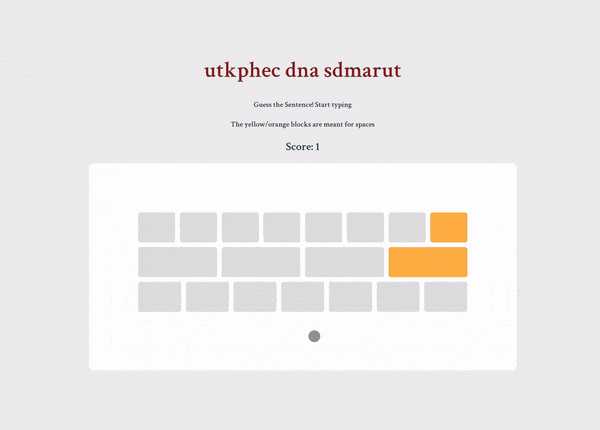 utkphec dna sdmarut
Guess the Sentence! Start typing
The yellow/orange blocks are meant for spaces
Score: 1